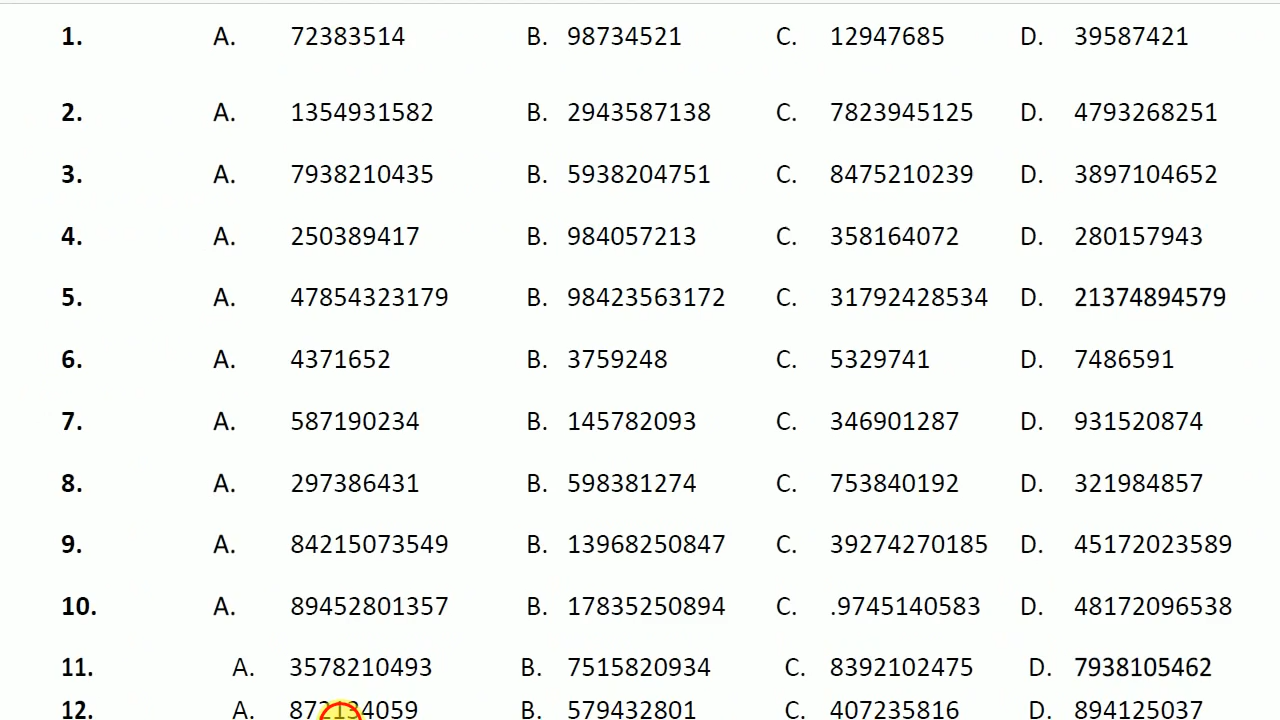 1. A. 72383514 B. 98734521 C. 12947685 D. 39587421
2. A. 1354931582 B. 2943587138 C. 7823945125 D. 4793268251
3. A. 7938210435 B. 5938204751 C. 8475210239 D. 3897104652
4. A. 250389417 B. 984057213 C. 358164072 D. 280157943
5. A. 47854323179 B. 98423563172 C. 31792428534 D. 21374894579
6. A. 4371652 B. 3759248 C. 5329741 D. 7486591
7. A. 587190234 B. 145782093 C. 346901287 D. 931520874
8. A. 297386431 B. 598381274 C. 753840192 D. 321984857
9. A. 84215073549 B. 13968250847 C. 39274270185 D. 45172023589
10. A. 89452801357 B. 17835250894 C. .9745140583 D. 48172096538
11. A. 3578210493 B. 7515820934 C. 8392102475 D. 7938105462
12. A. 872134059 B. 579432801 C. 407235816 D. 894125037